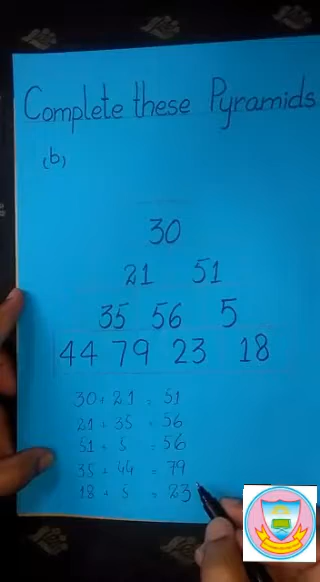 Complete these Pyramids
(b)
30
21 51
35 56 5
44 79 23 18
30 + 21 = 51
21 + 35 = 56
51 + 5 = 56
35 + 44 = 79
18 + 5 = 23